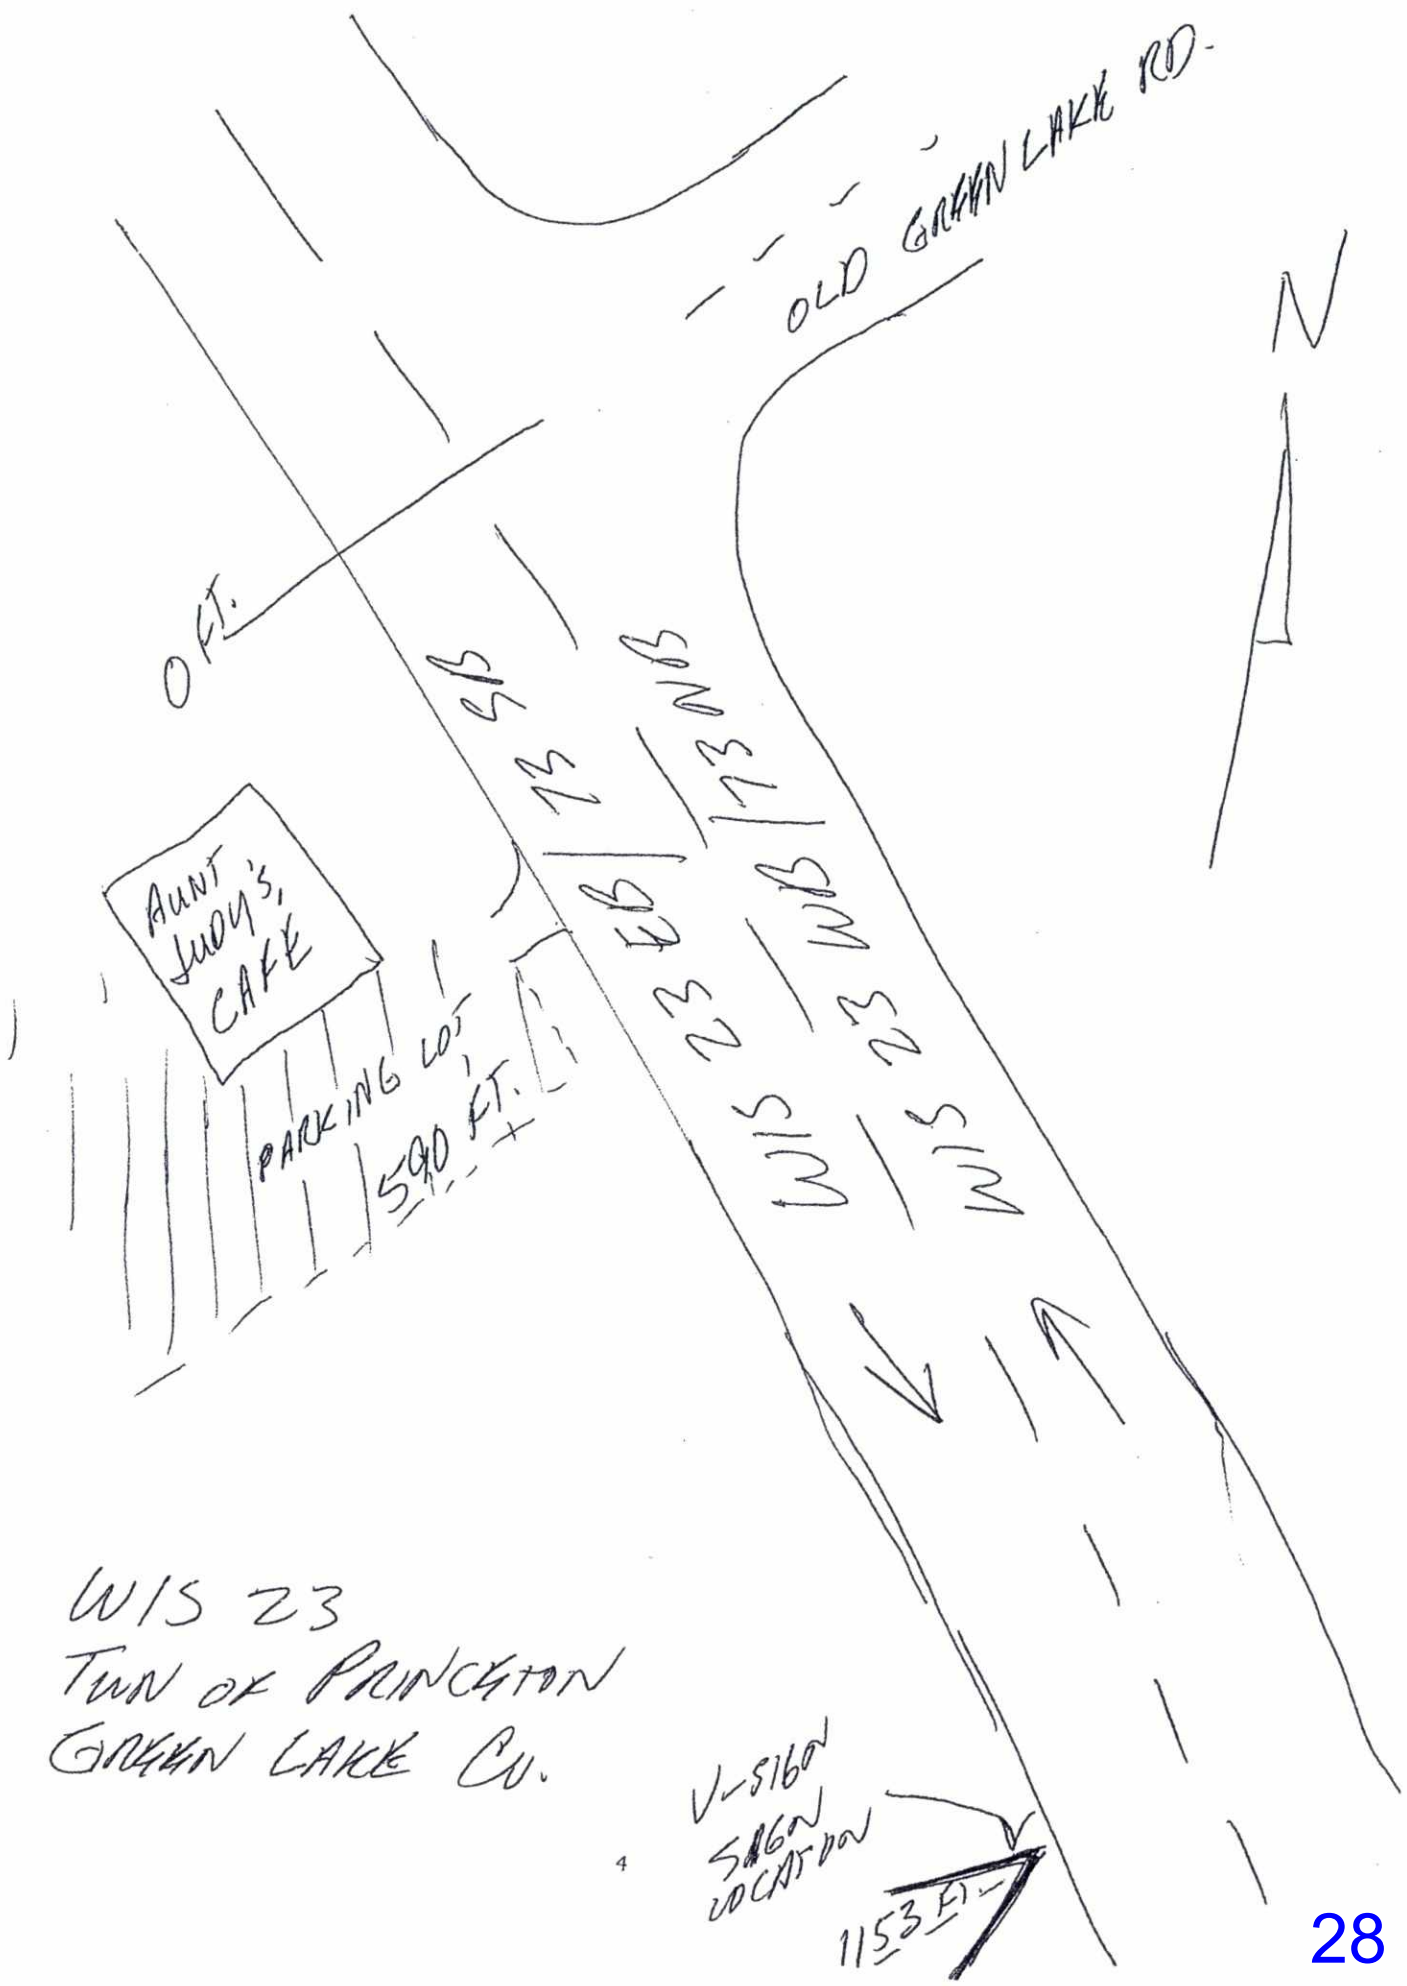 OLD GREEN LAKE RD.
N
0 FT.
73 SB
73 NB
WIS 23 EB
WIS 23 WB
AUNT
JUDY'S,
CAFE
PARKING LOT
590 FT.
WIS 23
TWN OF PRINCETON
GREEN LAKE CO.
V-SIGN
SIGN
LOCATION
1153 FT
4
28